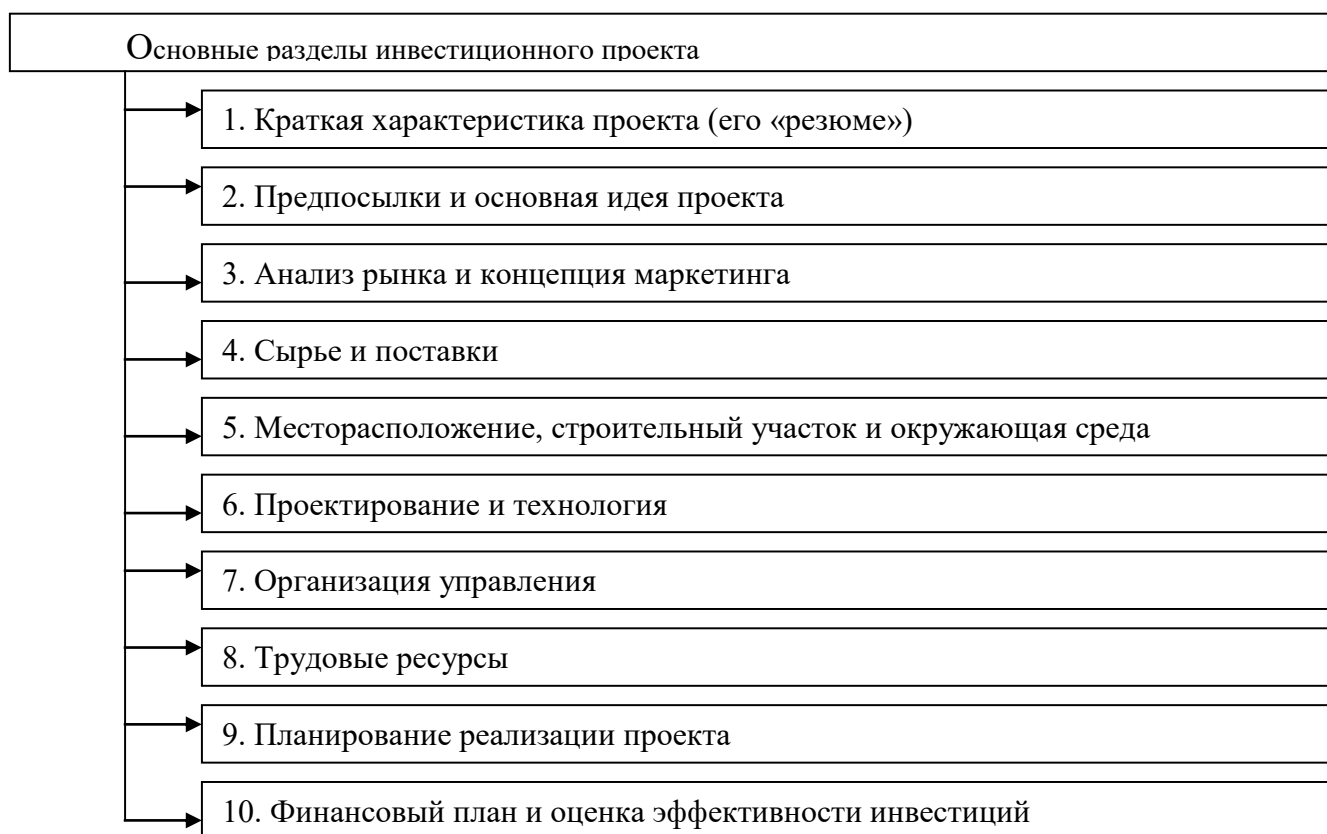 Основные разделы инвестиционного проекта
1. Краткая характеристика проекта (его «резюме»)
2. Предпосылки и основная идея проекта
3. Анализ рынка и концепция маркетинга
4. Сырье и поставки
5. Месторасположение, строительный участок и окружающая среда
6. Проектирование и технология
7. Организация управления
8. Трудовые ресурсы
9. Планирование реализации проекта
10. Финансовый план и оценка эффективности инвестиций